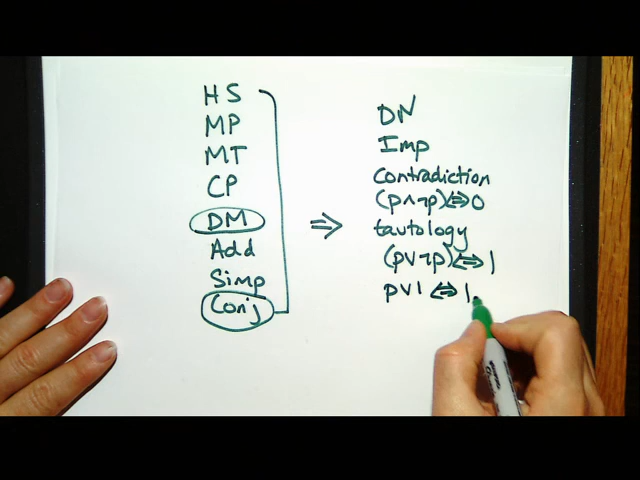 HS
MP
MT
CP
DM
Add
Simp
Conj
⇒
DN
Imp
Contradiction
(p∧¬p)⇔0
tautology
(p∨¬p)⇔1
p∨1⇔1